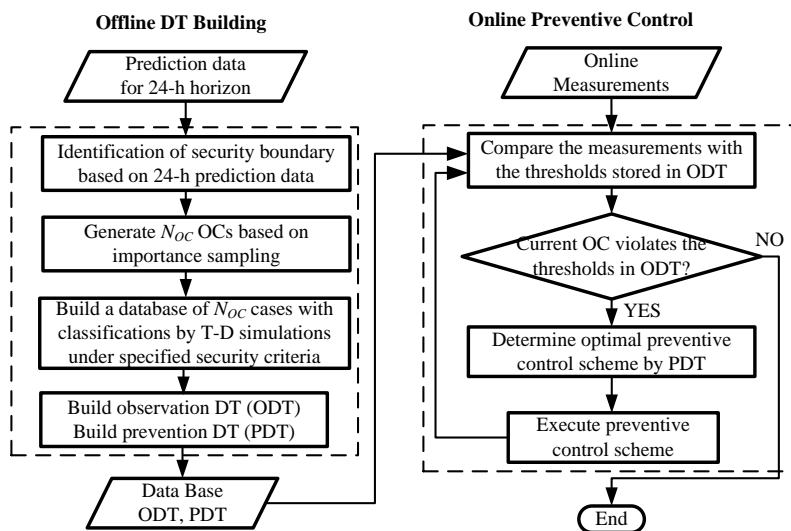 Offline DT Building
Prediction data
for 24-h horizon
Identification of security boundary
based on 24-h prediction data
Generate NOC OCs based on
importance sampling
Build a database of NOC cases with
classifications by T-D simulations
under specified security criteria
Build observation DT (ODT)
Build prevention DT (PDT)
Data Base
ODT, PDT
Online Preventive Control
Online
Measurements
Compare the measurements with
the thresholds stored in ODT
Current OC violates the
thresholds in ODT?
NO
YES
Determine optimal preventive
control scheme by PDT
Execute preventive
control scheme
End